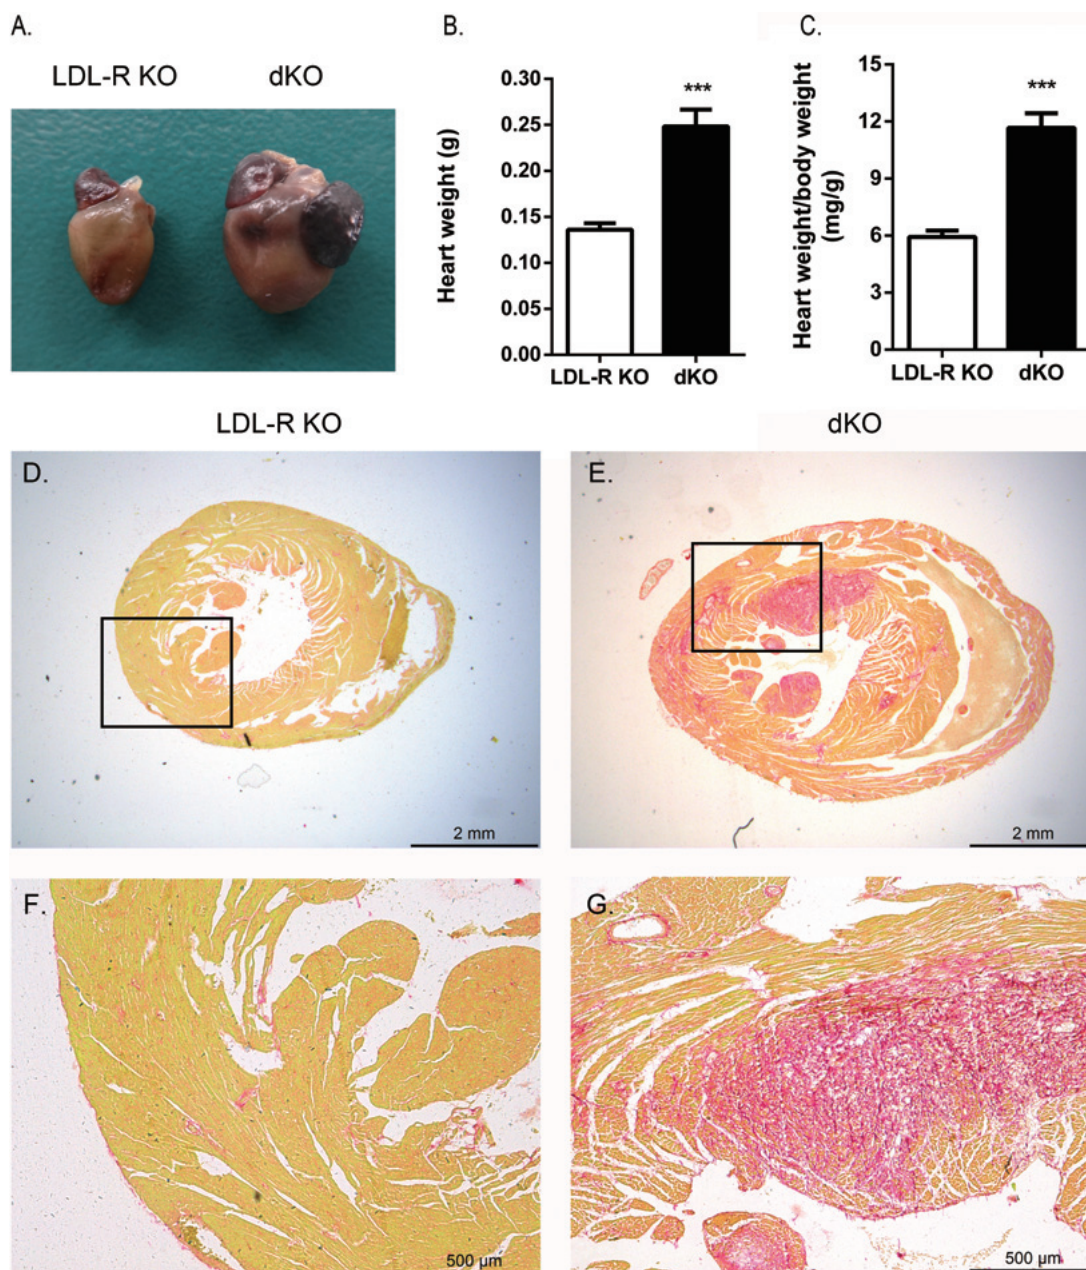 A.
LDL-R KO dKO
B.
Heart weight (g)
0.30
0.25
0.20
0.15
0.10
0.05
0.00
***
LDL-R KO dKO
C.
Heart weight/body weight
(mg/g)
15
12
9
6
3
0
***
LDL-R KO dKO
LDL-R KO dKO
D.
2 mm
E.
2 mm
F.
500 µm
G.
500 µm